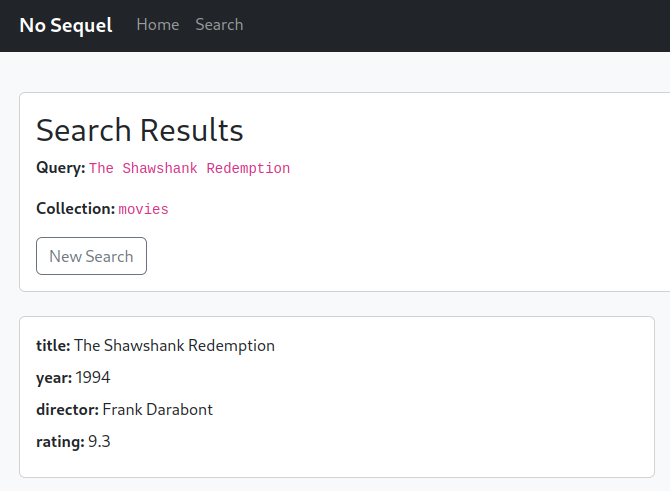 No Sequel Home Search
Search Results
Query: The Shawshank Redemption
Collection: movies
New Search
title: The Shawshank Redemption
year: 1994
director: Frank Darabont
rating: 9.3